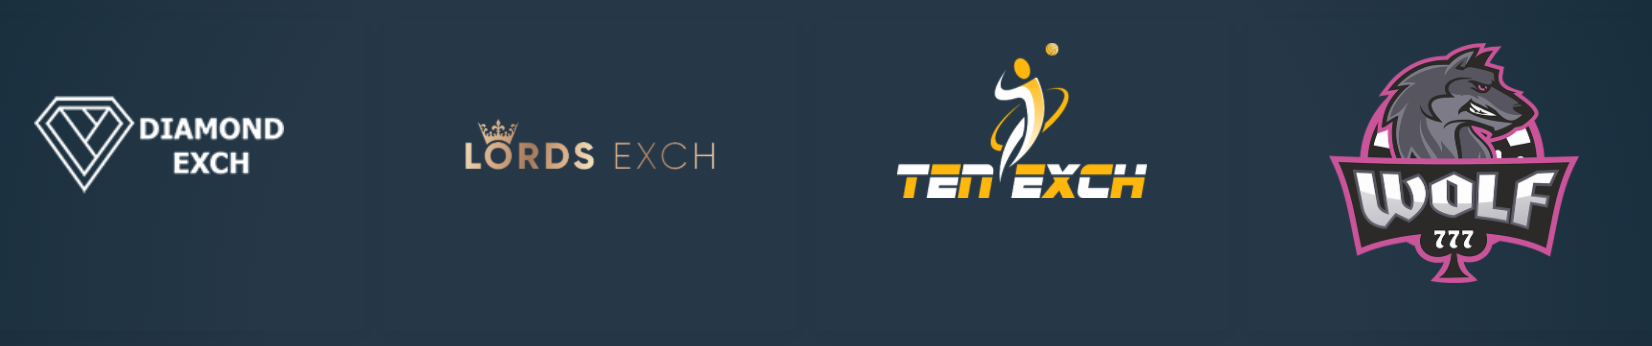 DIAMOND
EXCH
LORDS EXCH
TEN EXCH
WOLF
777